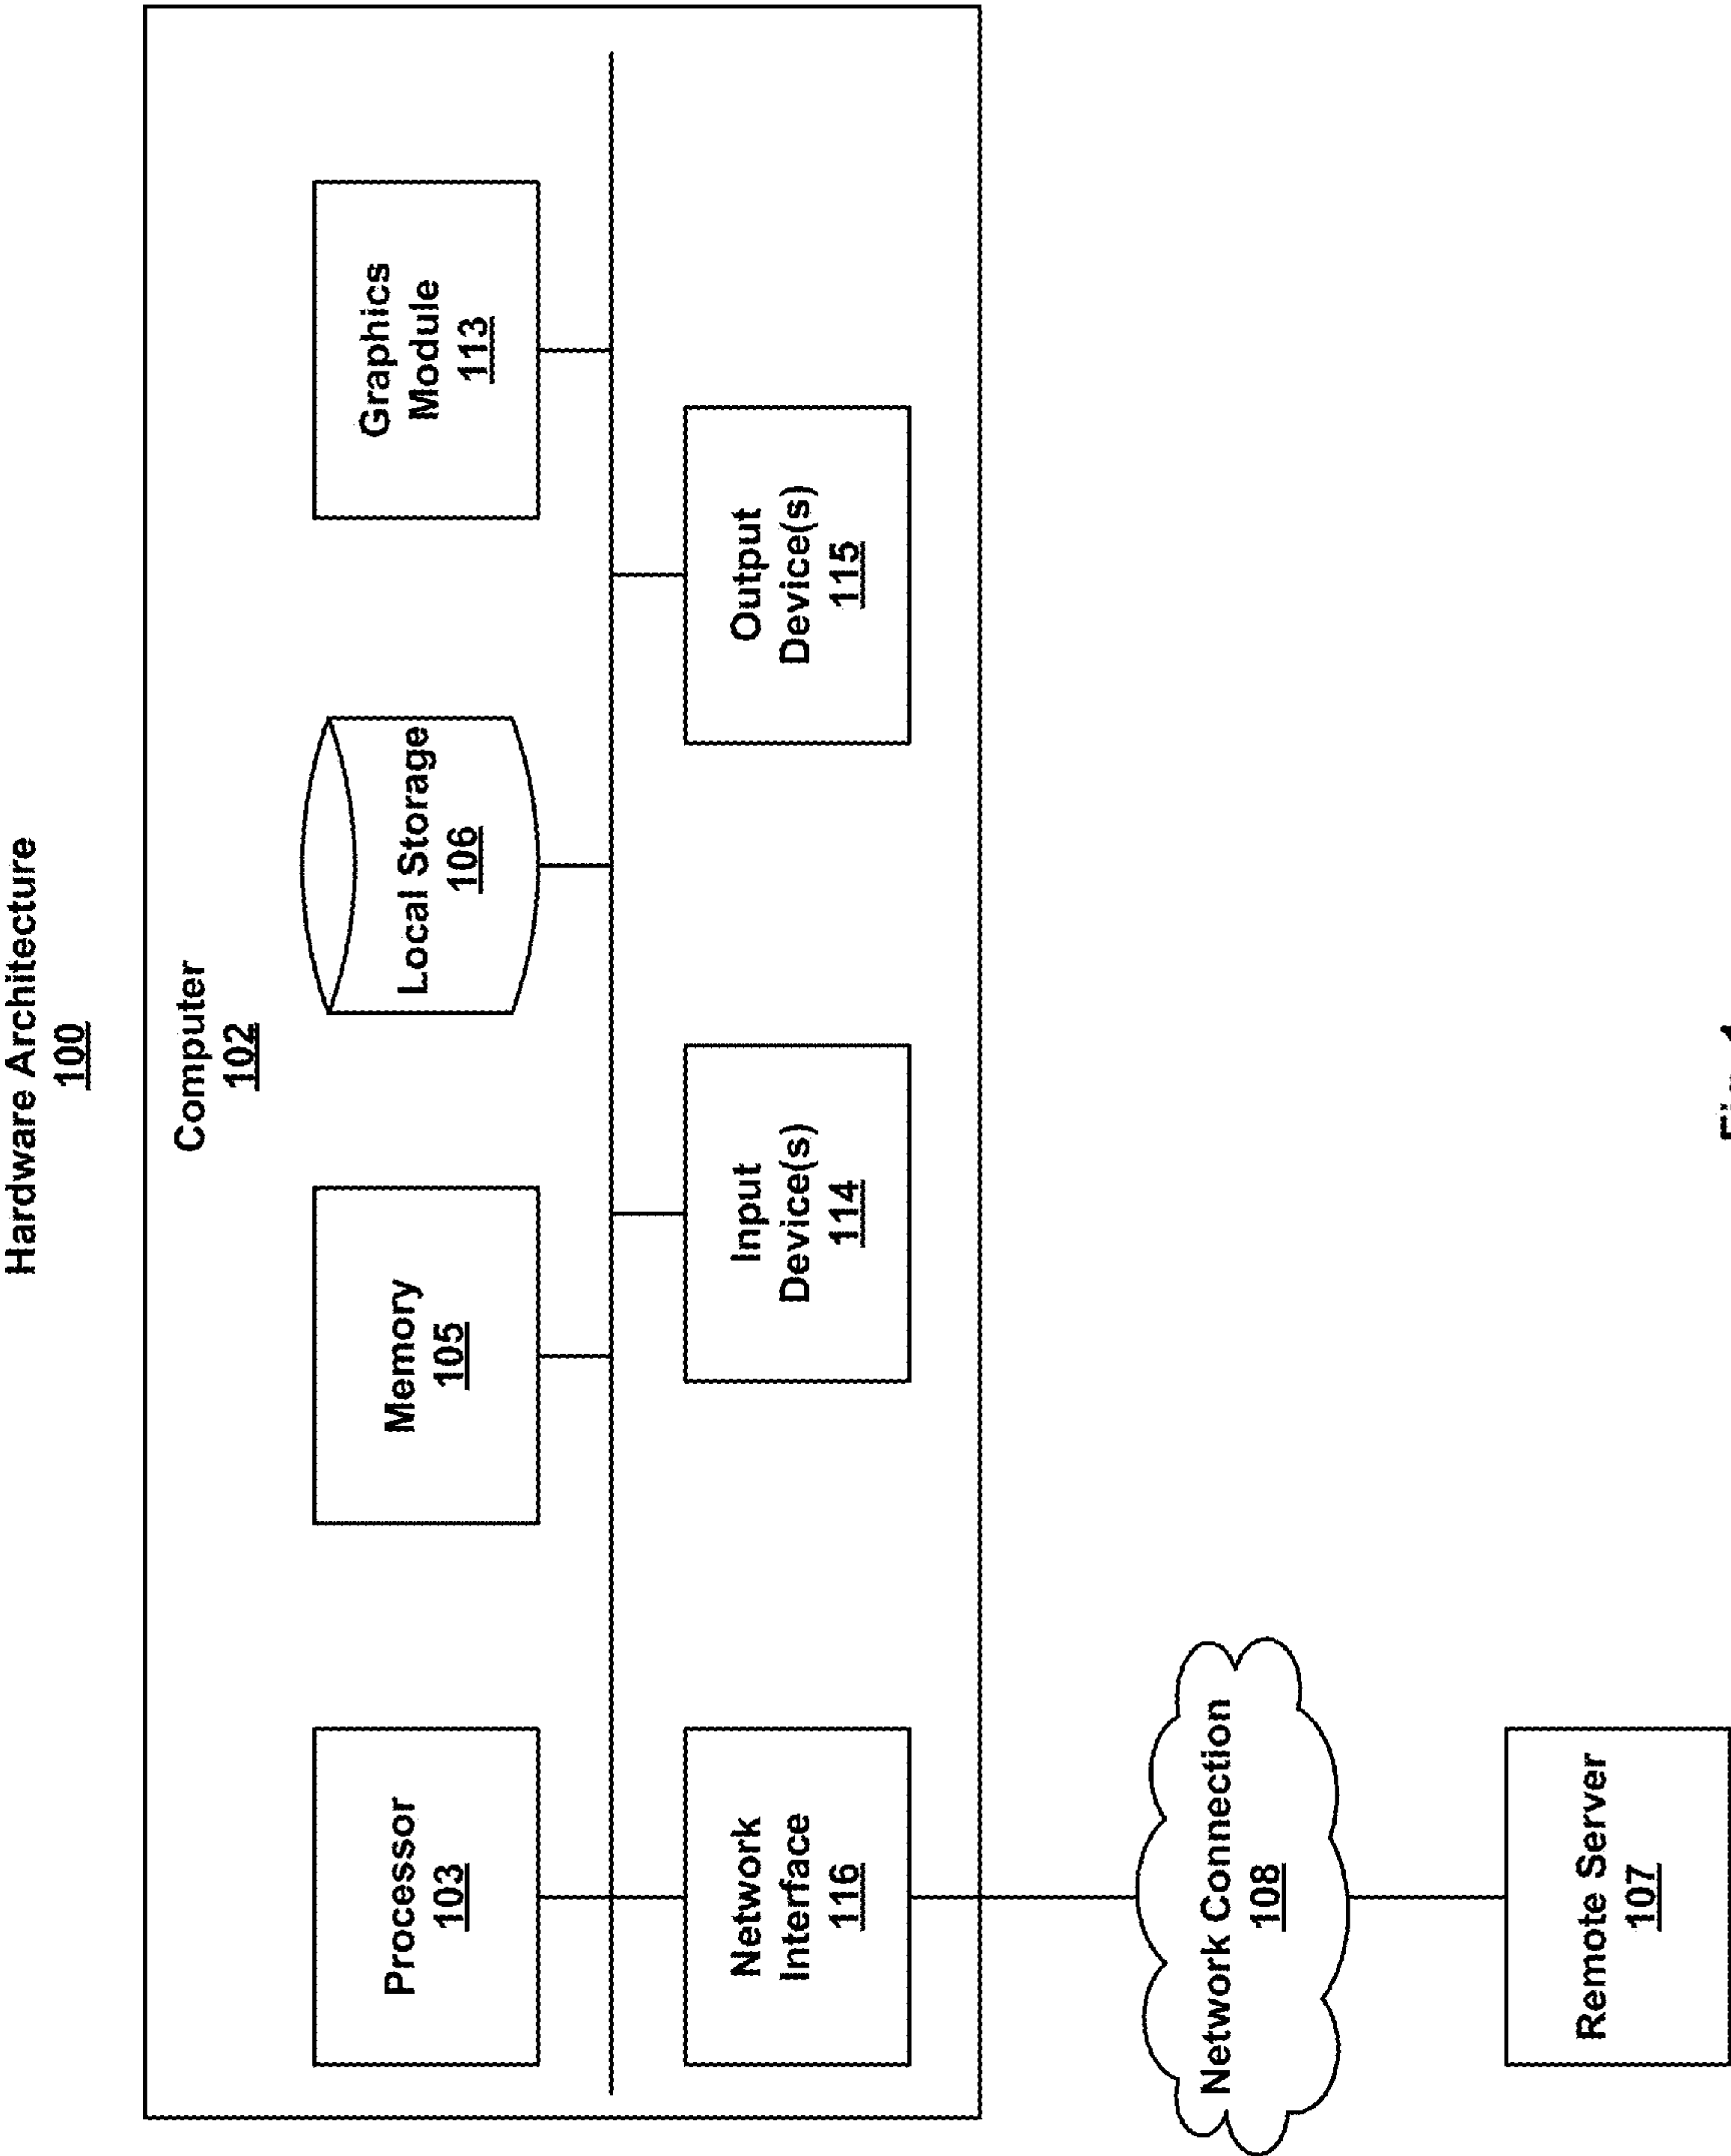 Hardware Architecture
100
Computer
102
Processor
103
Memory
105
Local Storage
106
Graphics
Module
113
Network
Interface
116
Input
Device(s)
114
Output
Device(s)
115
Network Connection
108
Remote Server
107